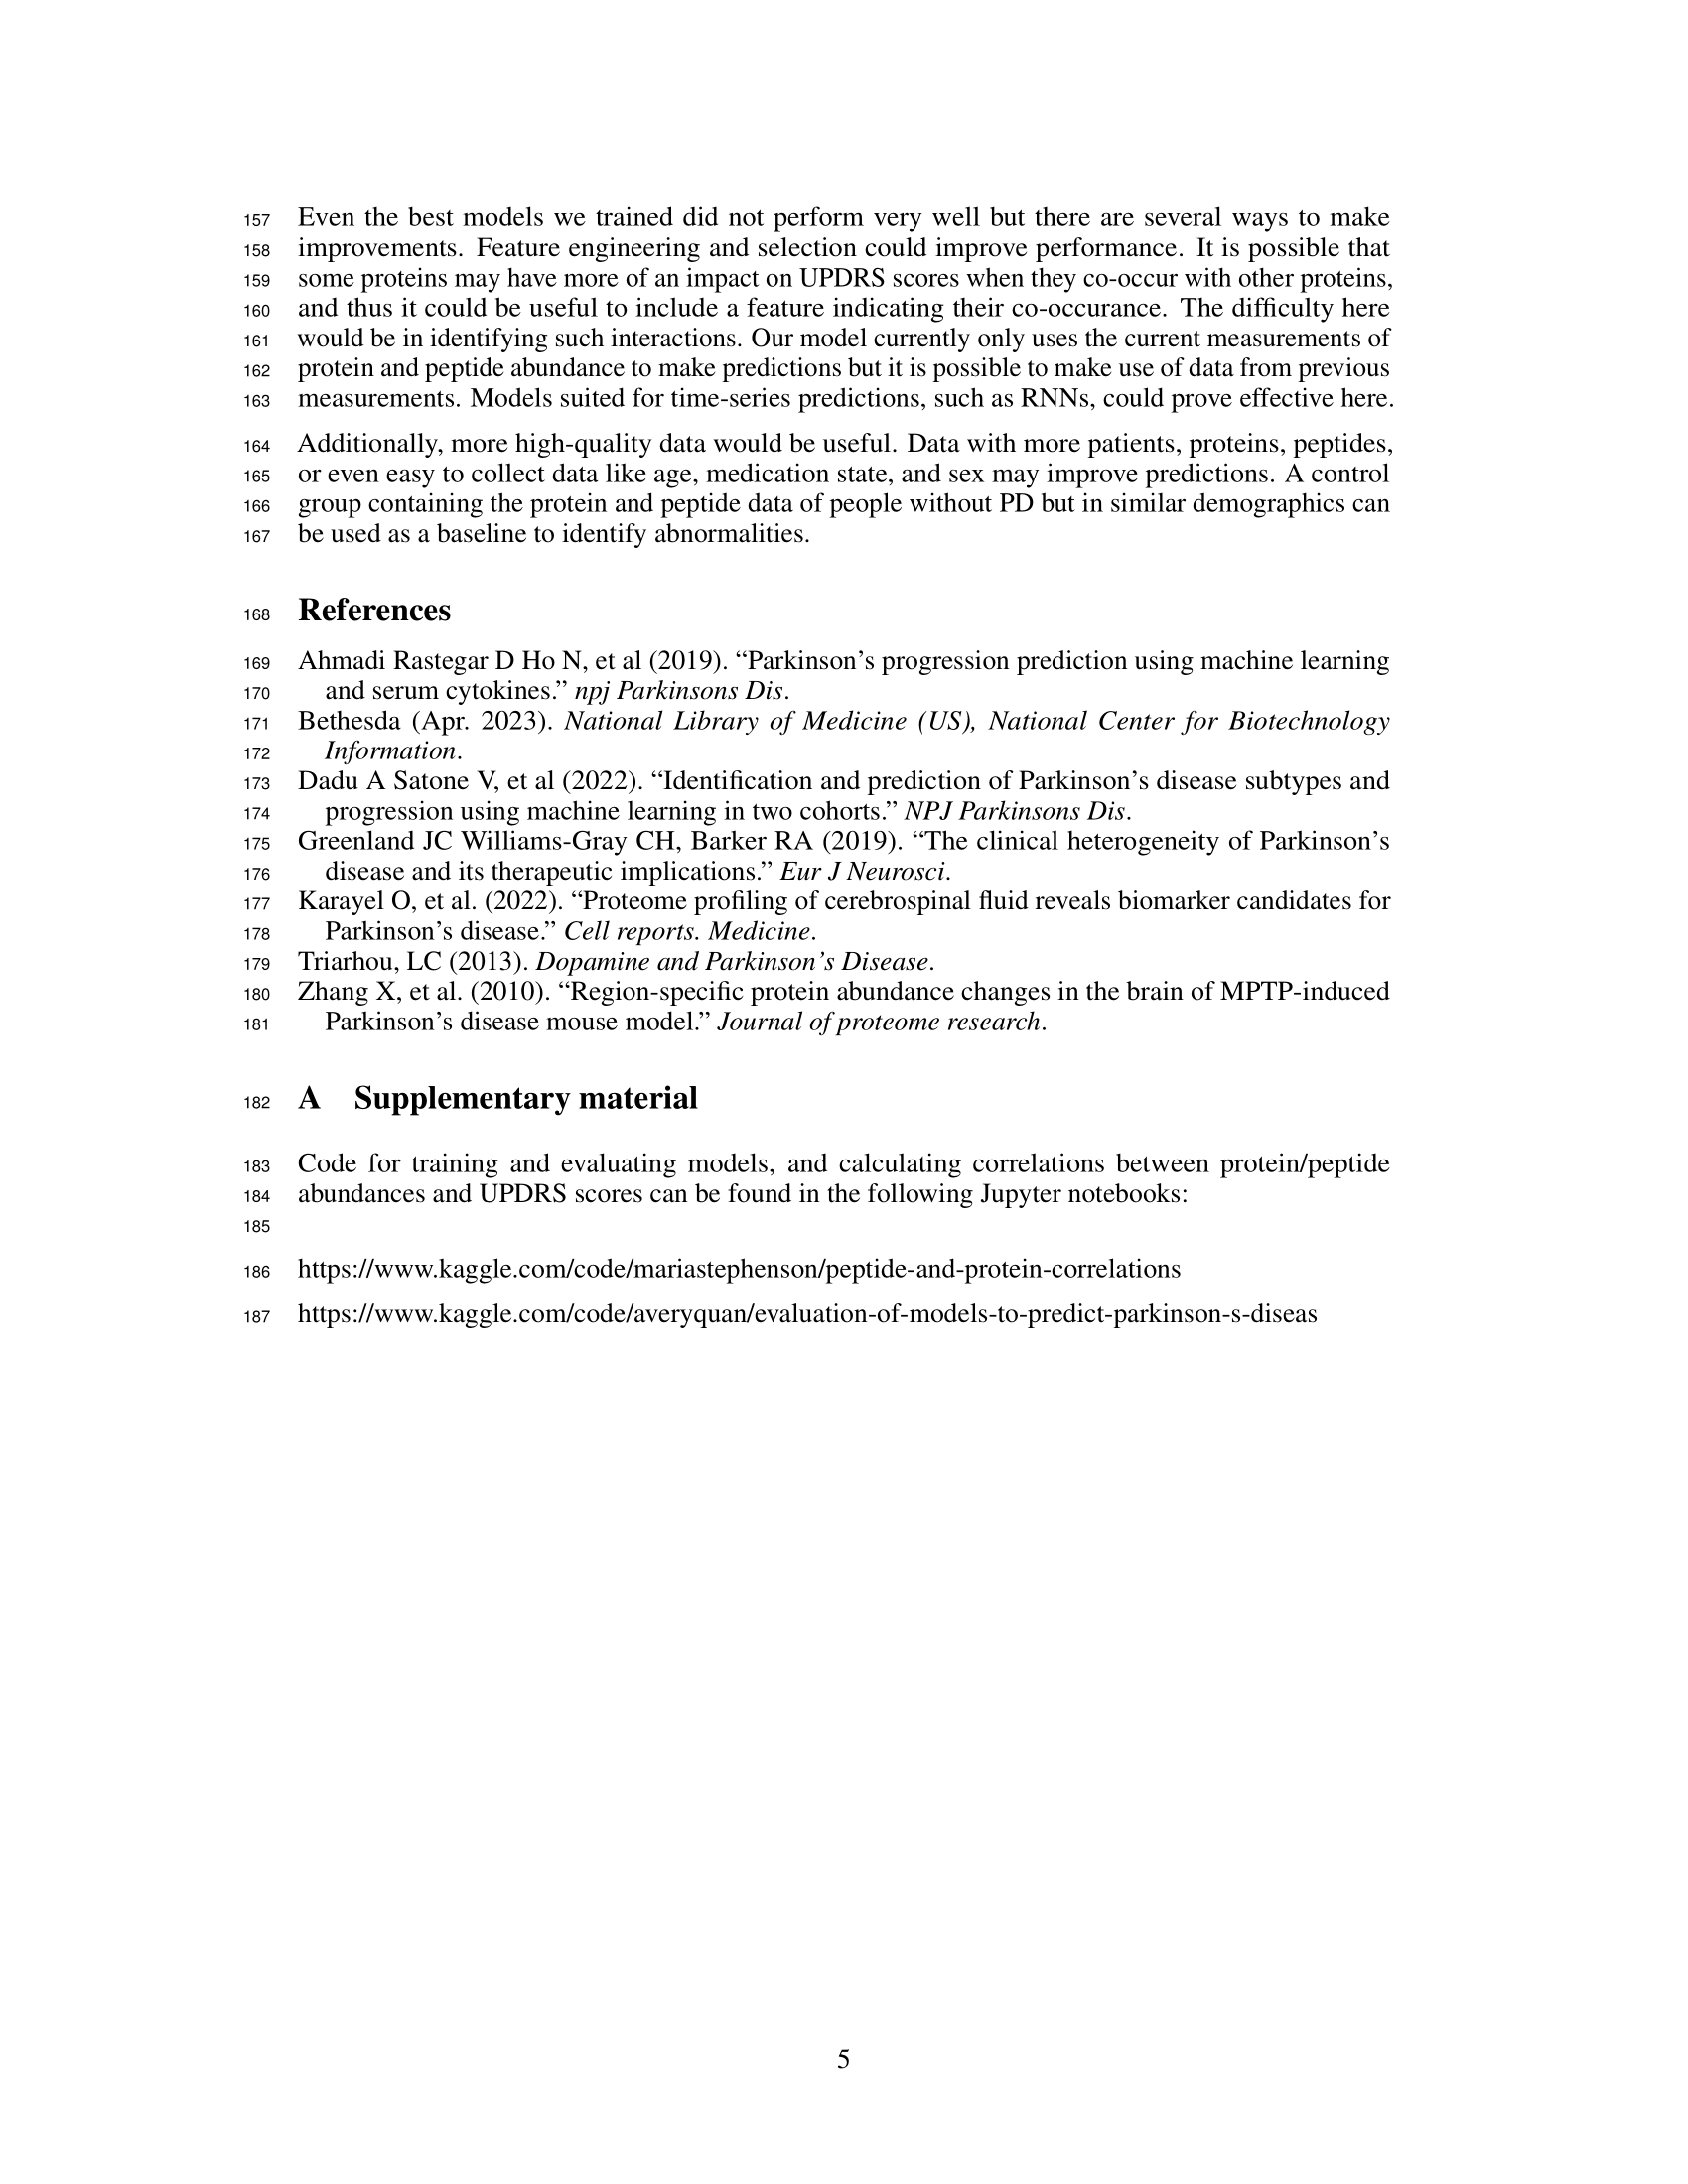 157 Even the best models we trained did not perform very well but there are several ways to make
158 improvements. Feature engineering and selection could improve performance. It is possible that
159 some proteins may have more of an impact on UPDRS scores when they co-occur with other proteins,
160 and thus it could be useful to include a feature indicating their co-occurance. The difficulty here
161 would be in identifying such interactions. Our model currently only uses the current measurements of
162 protein and peptide abundance to make predictions but it is possible to make use of data from previous
163 measurements. Models suited for time-series predictions, such as RNNs, could prove effective here.
164 Additionally, more high-quality data would be useful. Data with more patients, proteins, peptides,
165 or even easy to collect data like age, medication state, and sex may improve predictions. A control
166 group containing the protein and peptide data of people without PD but in similar demographics can
167 be used as a baseline to identify abnormalities.
168 References
169 Ahmadi Rastegar D Ho N, et al (2019). “Parkinson’s progression prediction using machine learning
170 and serum cytokines.” npj Parkinsons Dis.
171 Bethesda (Apr. 2023). National Library of Medicine (US), National Center for Biotechnology
172 Information.
173 Dadu A Satone V, et al (2022). “Identification and prediction of Parkinson’s disease subtypes and
174 progression using machine learning in two cohorts.” NPJ Parkinsons Dis.
175 Greenland JC Williams-Gray CH, Barker RA (2019). “The clinical heterogeneity of Parkinson’s
176 disease and its therapeutic implications.” Eur J Neurosci.
177 Karayel O, et al. (2022). “Proteome profiling of cerebrospinal fluid reveals biomarker candidates for
178 Parkinson’s disease.” Cell reports. Medicine.
179 Triarhou, LC (2013). Dopamine and Parkinson’s Disease.
180 Zhang X, et al. (2010). “Region-specific protein abundance changes in the brain of MPTP-induced
181 Parkinson’s disease mouse model.” Journal of proteome research.
182 A Supplementary material
183 Code for training and evaluating models, and calculating correlations between protein/peptide
184 abundances and UPDRS scores can be found in the following Jupyter notebooks:
185
186 https://www.kaggle.com/code/mariastephenson/peptide-and-protein-correlations
187 https://www.kaggle.com/code/averyquan/evaluation-of-models-to-predict-parkinson-s-diseas
5